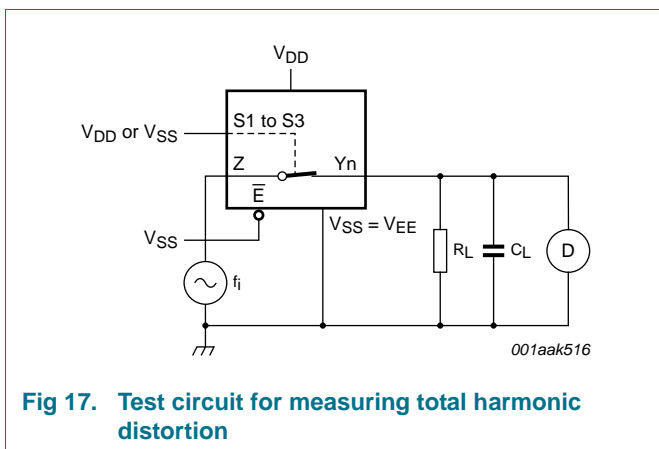 VDD
VDD or VSS
S1 to S3
Z
Yn
E
VSS
VSS = VEE
fi
RL
CL
D
001aak516
Fig 17. Test circuit for measuring total harmonic
distortion